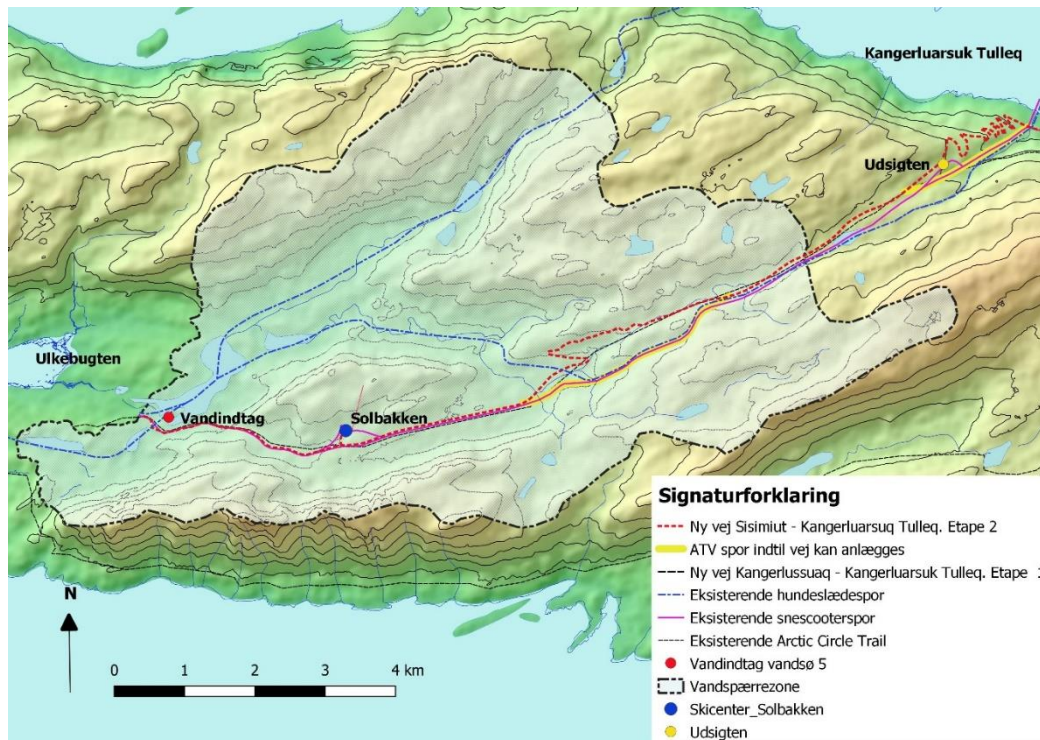 Kangerluarsuk Tulleq
Udsigten
Ulkebugten
Vandindtag
Solbakken
Signaturforklaring
Ny vej Sisimiut - Kangerluarsuq Tulleq. Etape 2
ATV spor indtil vej kan anlægges
Ny vej Kangerlussuaq - Kangerluarsuk Tulleq. Etape
Eksisterende hundeslædespor
Eksisterende snescooterspor
Eksisterende Arctic Circle Trail
Vandindtag vandsø 5
Vandspærrezone
Skicenter_Solbakken
Udsigten
N
0 1 2 3 4 km